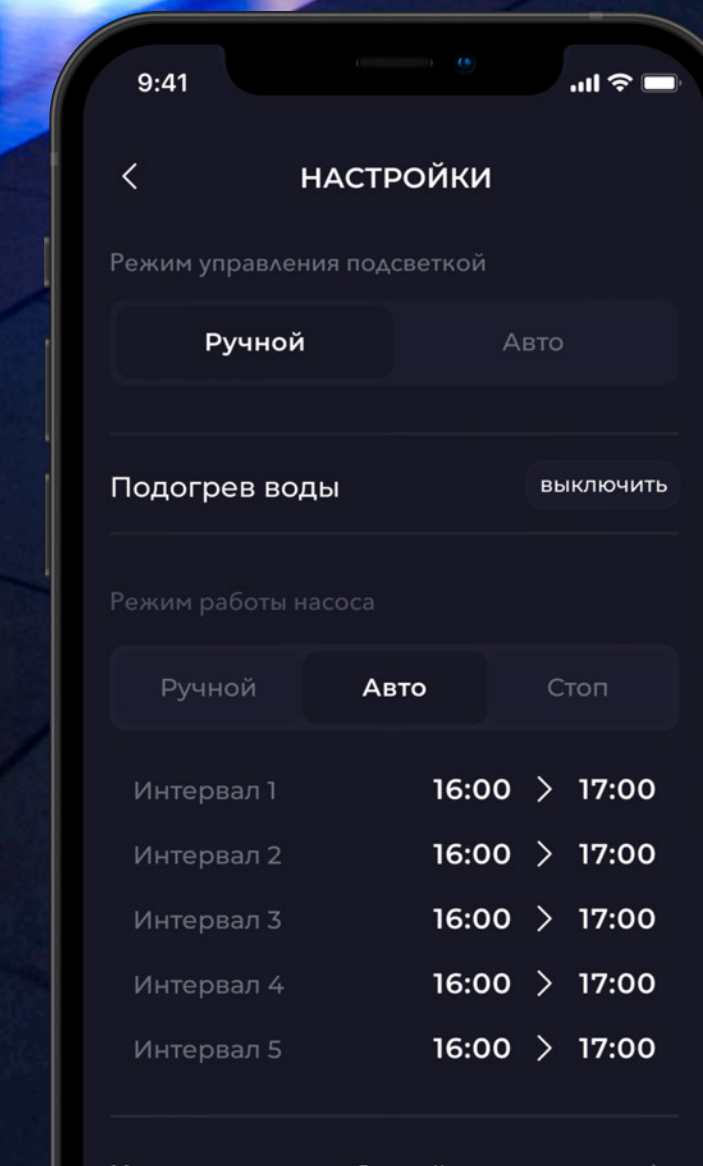 9:41
НАСТРОЙКИ
Режим управления подсветкой
Ручной Авто
Подогрев воды выключить
Режим работы насоса
Ручной Авто Стоп
Интервал 1 16:00 > 17:00
Интервал 2 16:00 > 17:00
Интервал 3 16:00 > 17:00
Интервал 4 16:00 > 17:00
Интервал 5 16:00 > 17:00